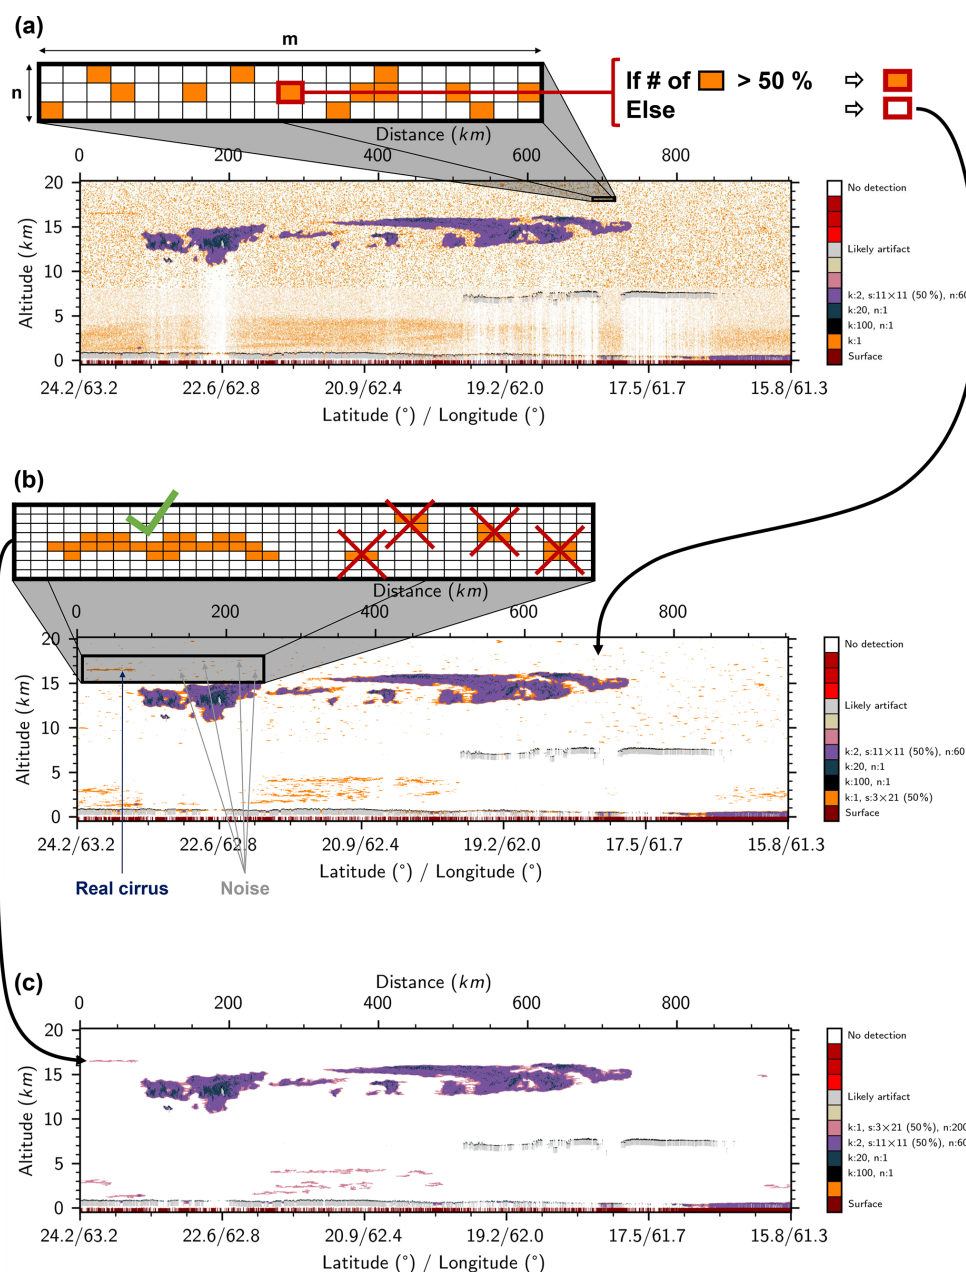 (a)
m
n
If # of > 50 % ⇨
Else ⇨
Distance (km)
0 200 400 600 800
20
15
10
5
0
Altitude (km)
24.2/63.2 22.6/62.8 20.9/62.4 19.2/62.0 17.5/61.7 15.8/61.3
Latitude (°) / Longitude (°)
No detection
Likely artifact
k:2, s:11×11 (50%), n:60
k:20, n:1
k:100, n:1
k:1
Surface
(b)
Distance (km)
0 200 400 600 800
20
15
10
5
0
Altitude (km)
24.2/63.2 22.6/62.8 20.9/62.4 19.2/62.0 17.5/61.7 15.8/61.3
Latitude (°) / Longitude (°)
Real cirrus Noise
No detection
Likely artifact
k:2, s:11×11 (50%), n:60
k:20, n:1
k:100, n:1
k:1, s:3×21 (50%)
Surface
(c)
Distance (km)
0 200 400 600 800
20
15
10
5
0
Altitude (km)
24.2/63.2 22.6/62.8 20.9/62.4 19.2/62.0 17.5/61.7 15.8/61.3
Latitude (°) / Longitude (°)
No detection
Likely artifact
k:1, s:3×21 (50%), n:200
k:2, s:11×11 (50%), n:60
k:20, n:1
k:100, n:1
Surface